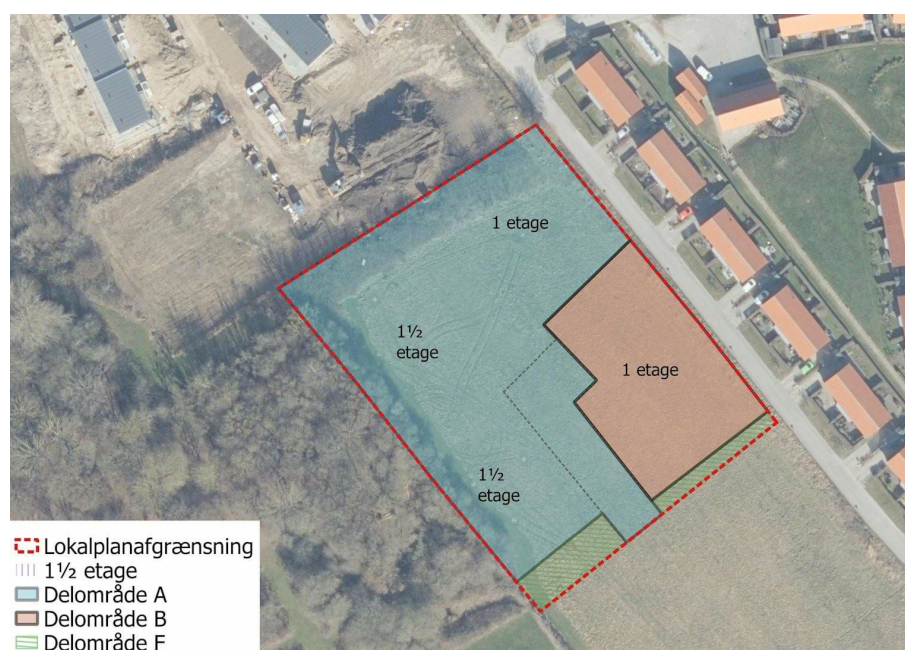 1 etage
1½
etage
1 etage
1½
etage
Lokalplanafgrænsning
1½ etage
Delområde A
Delområde B
Delområde F